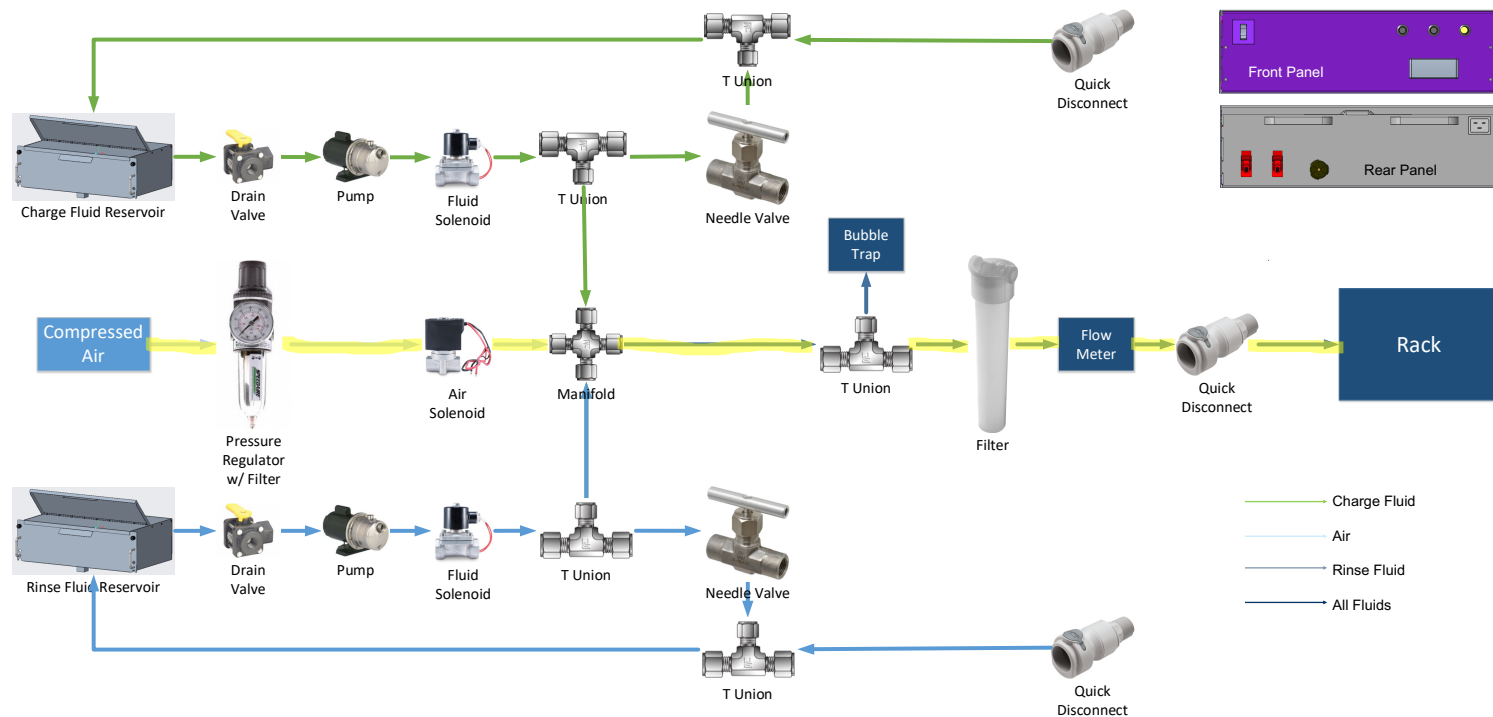 T Union
Quick
Disconnect
Front Panel
Rear Panel
Charge Fluid Reservoir
Drain
Valve
Pump
Fluid
Solenoid
T Union
Needle Valve
Bubble
Trap
Compressed
Air
Pressure
Regulator
w/ Filter
Air
Solenoid
Manifold
T Union
Filter
Flow
Meter
Quick
Disconnect
Rack
Rinse Fluid Reservoir
Drain
Valve
Pump
Fluid
Solenoid
T Union
Needle Valve
T Union
Quick
Disconnect
Charge Fluid
Air
Rinse Fluid
All Fluids